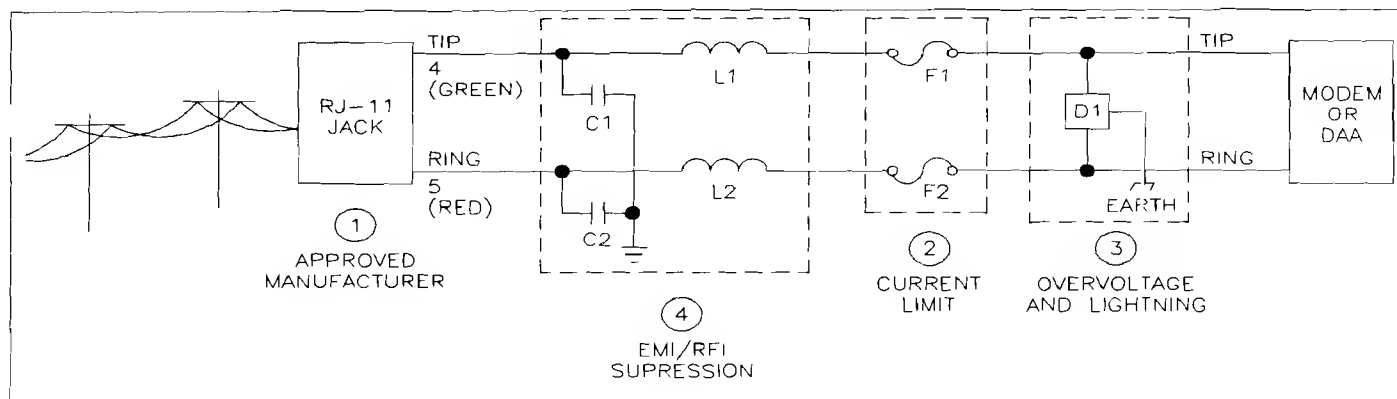 RJ-11
JACK
TIP
4
(GREEN)
RING
5
(RED)
1
APPROVED
MANUFACTURER
C1
C2
L1
L2
4
EMI/RFI
SUPRESSION
F1
F2
2
CURRENT
LIMIT
D1
EARTH
3
OVERVOLTAGE
AND LIGHTNING
TIP
RING
MODEM
OR
DAA